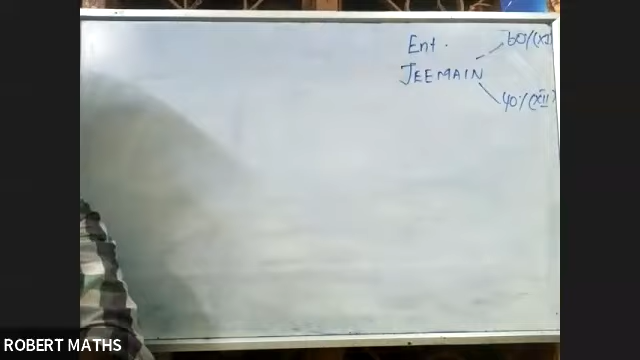 Ent.
60%(XI)
JEEMAIN
40%(XII)
ROBERT MATHS